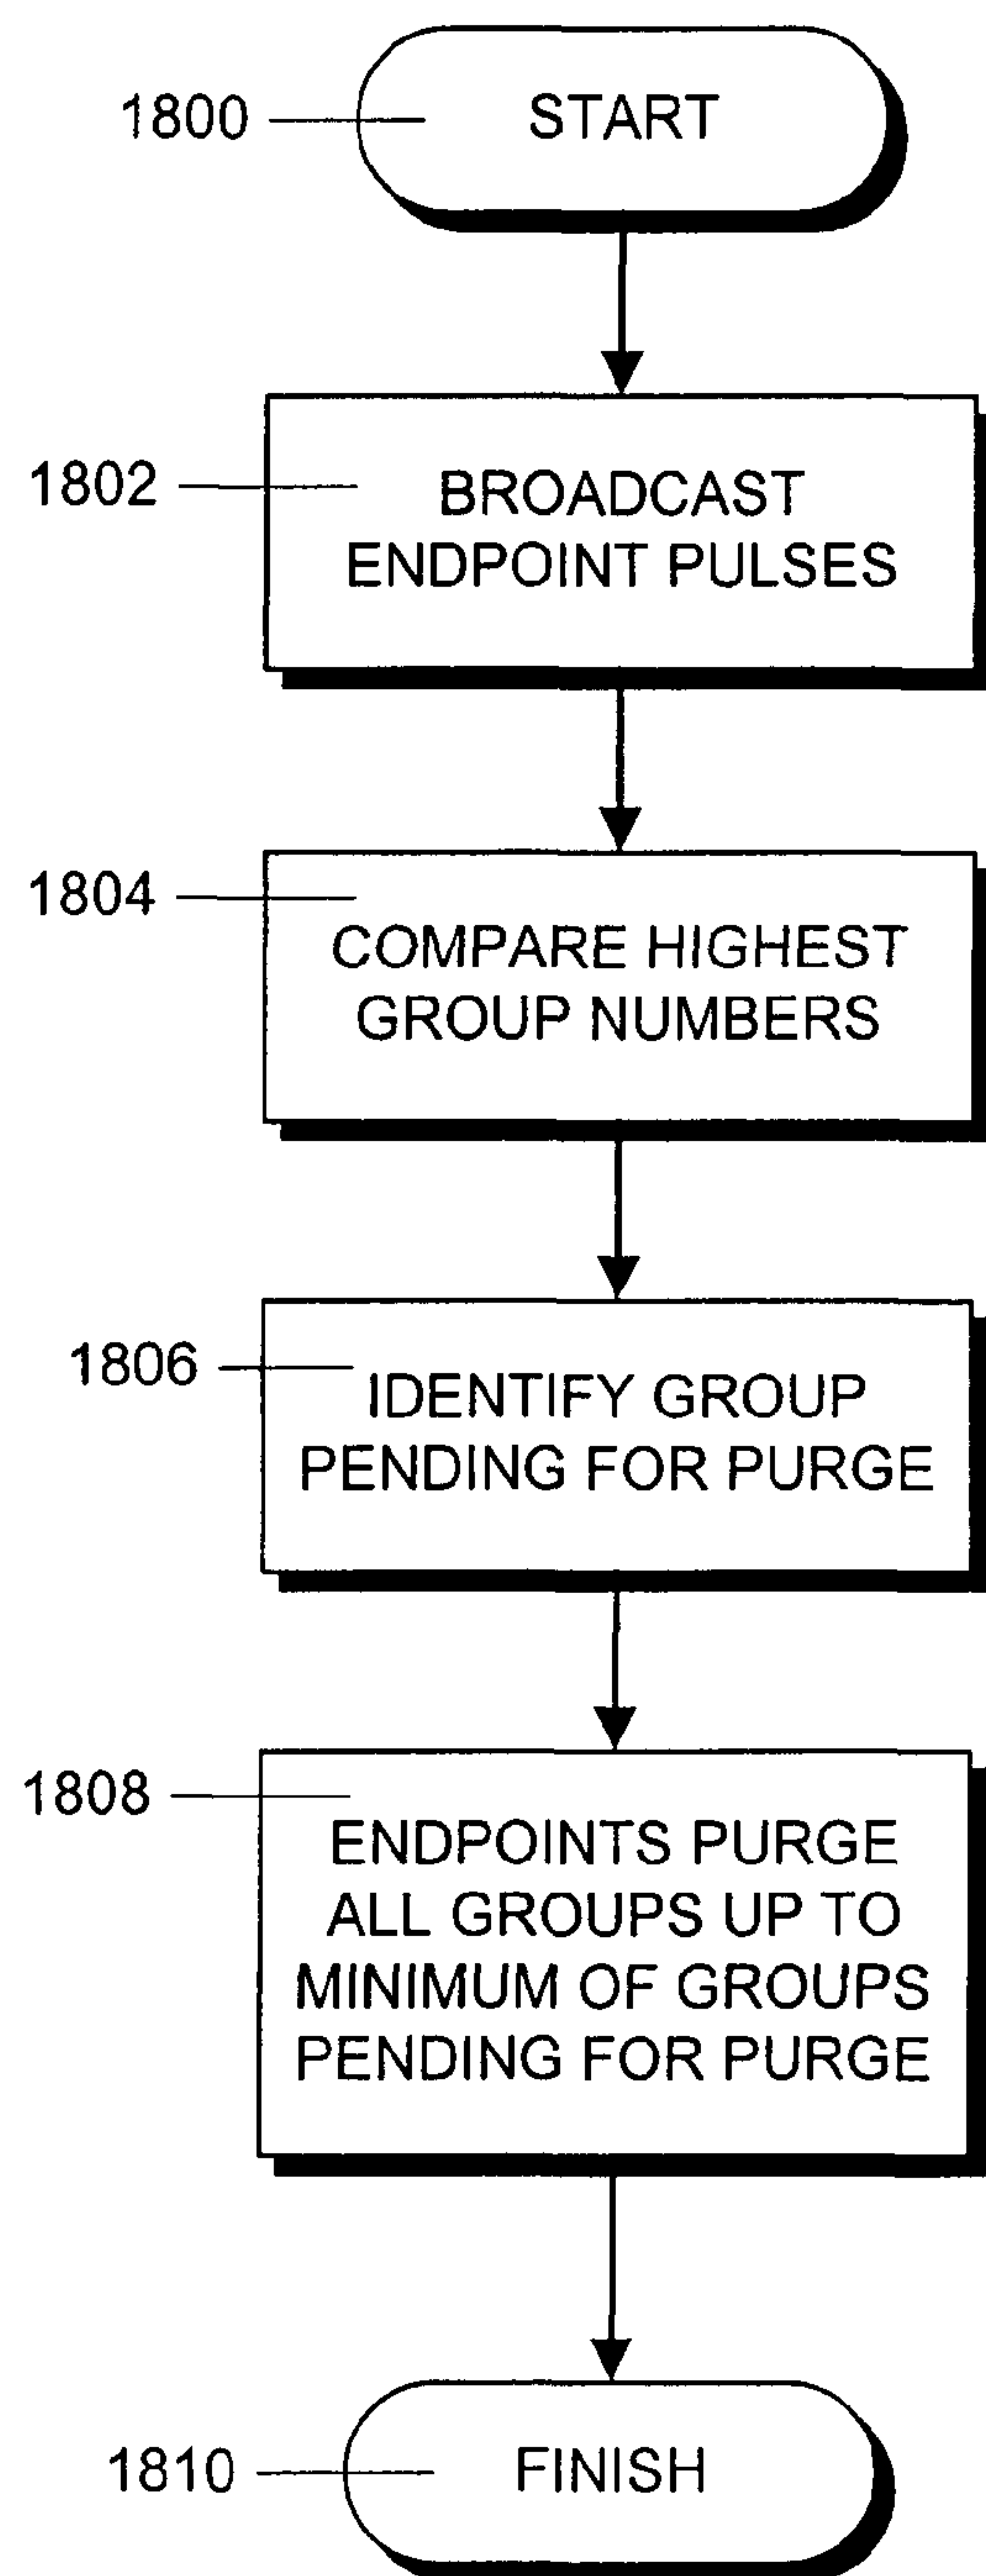 1800
START
1802
BROADCAST
ENDPOINT PULSES
1804
COMPARE HIGHEST
GROUP NUMBERS
1806
IDENTIFY GROUP
PENDING FOR PURGE
1808
ENDPOINTS PURGE
ALL GROUPS UP TO
MINIMUM OF GROUPS
PENDING FOR PURGE
1810
FINISH